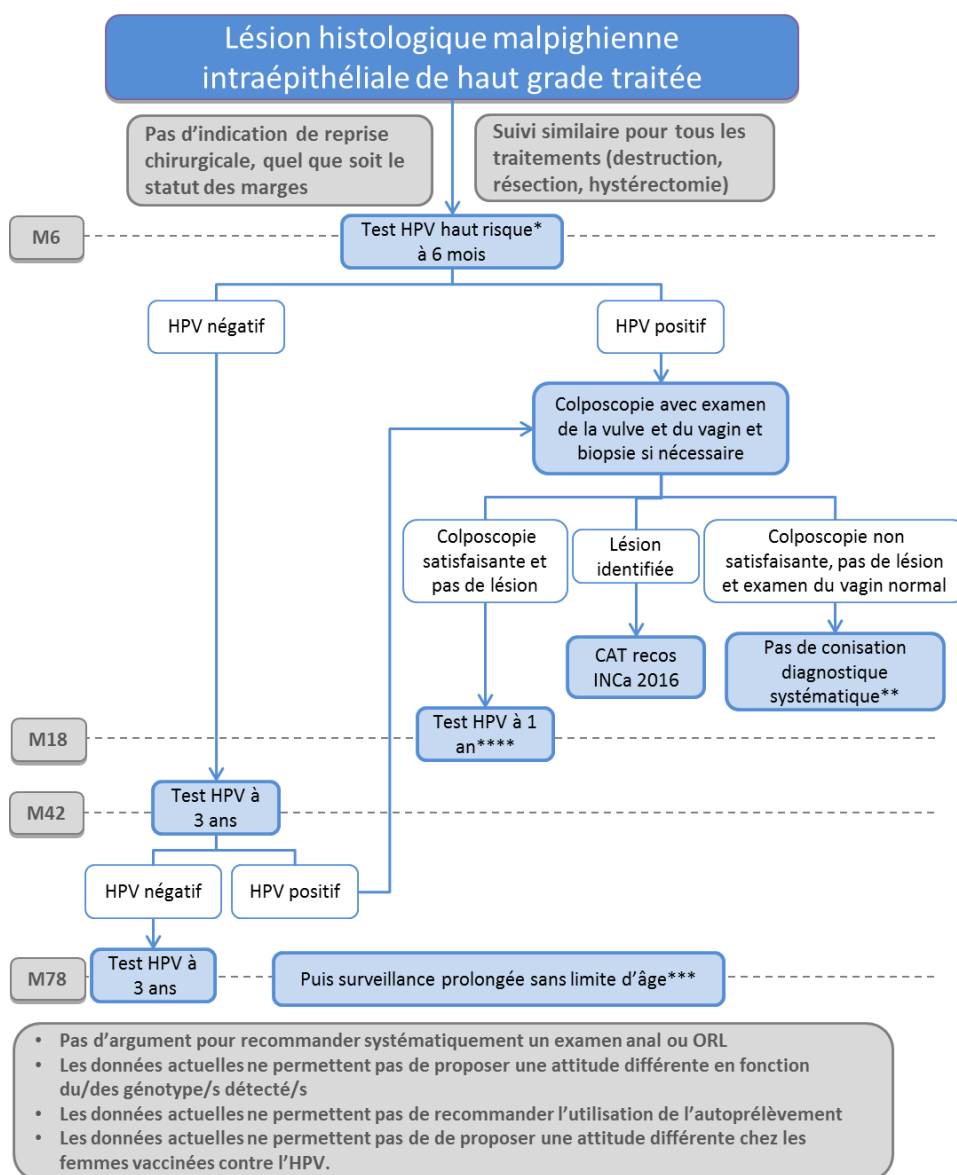 Lésion histologique malpighienne
intraépithéliale de haut grade traitée
Pas d'indication de reprise
chirurgicale, quel que soit le
statut des marges
Suivi similaire pour tous les
traitements (destruction,
résection, hystérectomie)
M6
Test HPV haut risque*
à 6 mois
HPV négatif
HPV positif
Colposcopie avec examen
de la vulve et du vagin et
biopsie si nécessaire
Colposcopie
satisfaisante et
pas de lésion
Lésion
identifiée
Colposcopie non
satisfaisante, pas de lésion
et examen du vagin normal
CAT recos
INCa 2016
Pas de conisation
diagnostique
systématique**
M18
Test HPV à 1
an****
M42
Test HPV à
3 ans
HPV négatif
HPV positif
M78
Test HPV à
3 ans
Puis surveillance prolongée sans limite d'âge***
• Pas d'argument pour recommander systématiquement un examen anal ou ORL
• Les données actuelles ne permettent pas de proposer une attitude différente en fonction
du/des génotype/s détecté/s
• Les données actuelles ne permettent pas de recommander l'utilisation de l'autoprélèvement
• Les données actuelles ne permettent pas de de proposer une attitude différente chez les
femmes vaccinées contre l'HPV.